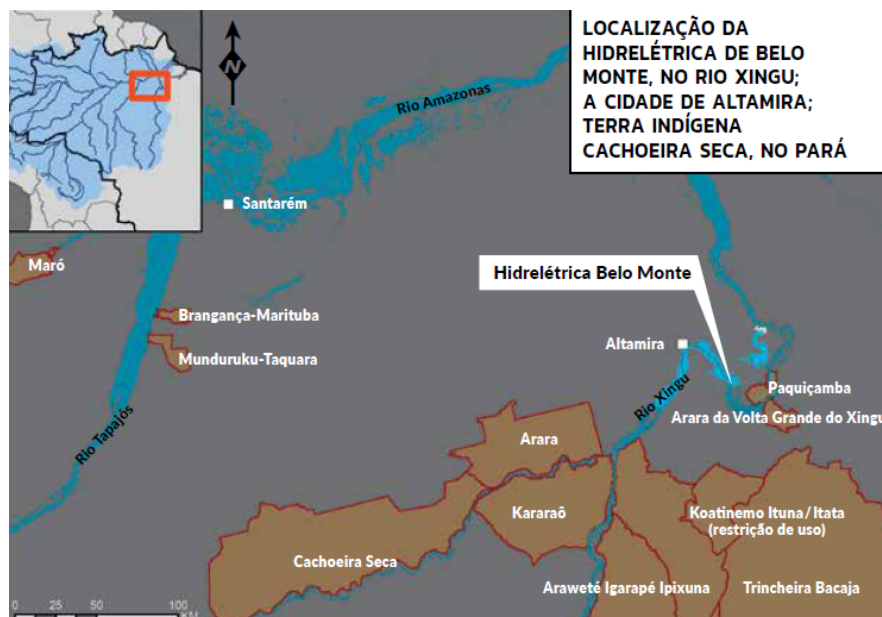 LOCALIZAÇÃO DA
HIDRELÉTRICA DE BELO
MONTE, NO RIO XINGU;
A CIDADE DE ALTAMIRA;
TERRA INDÍGENA
CACHOEIRA SECA, NO PARÁ
N
Rio Amazonas
Santarém
Maró
Hidrelétrica Belo Monte
Brangança-Marituba
Altamira
Munduruku-Taquara
Paquiçamba
Rio Xingu
Arara da Volta Grande do Xingu
Rio Tapajós
Arara
Kararaô
Koatinemo Ituna/Itata
(restrição de uso)
Cachoeira Seca
Araweté Igarapé Ipixuna
Trincheira Bacaja
0 25 50 100
KM